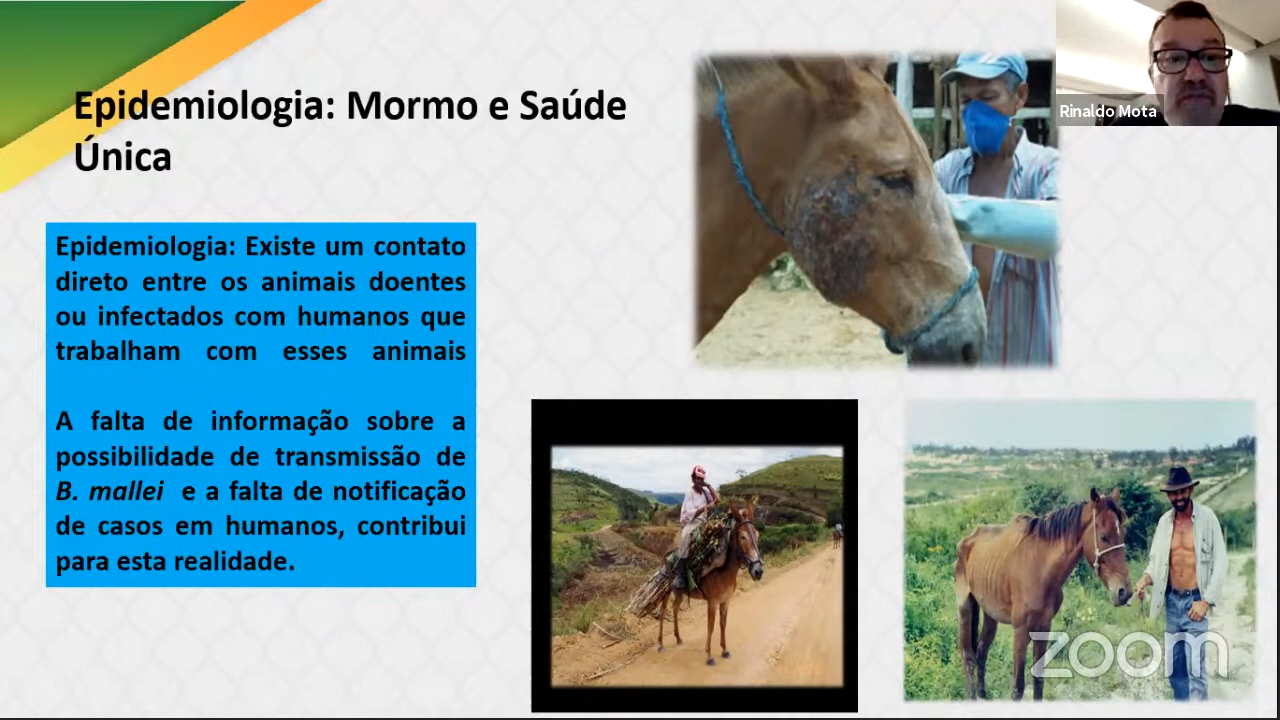 Epidemiologia: Mormo e Saúde
Única
Rinaldo Mota
Epidemiologia: Existe um contato
direto entre os animais doentes
ou infectados com humanos que
trabalham com esses animais
A falta de informação sobre a
possibilidade de transmissão de
B. mallei e a falta de notificação
de casos em humanos, contribui
para esta realidade.
zoom